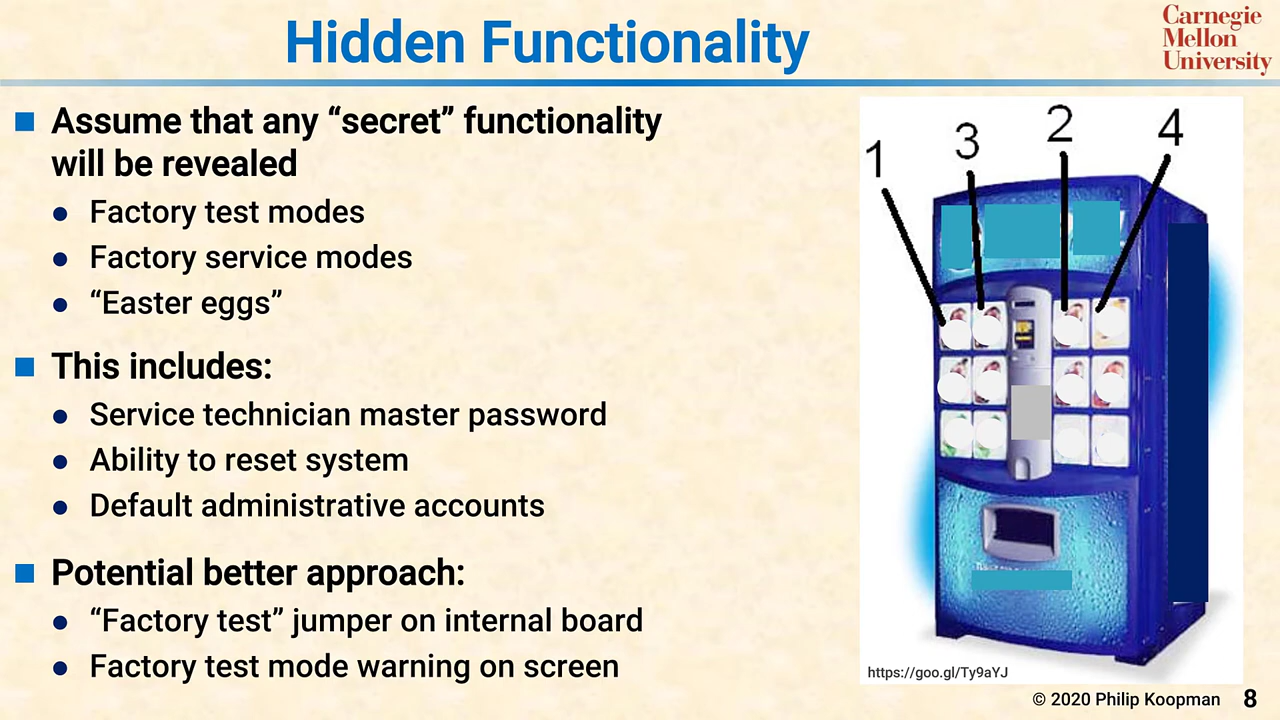 Hidden Functionality
Carnegie
Mellon
University
Assume that any “secret” functionality
will be revealed
Factory test modes
Factory service modes
“Easter eggs”
This includes:
Service technician master password
Ability to reset system
Default administrative accounts
Potential better approach:
“Factory test” jumper on internal board
Factory test mode warning on screen
1
3
2
4
https://goo.gl/Ty9aYJ
© 2020 Philip Koopman 8